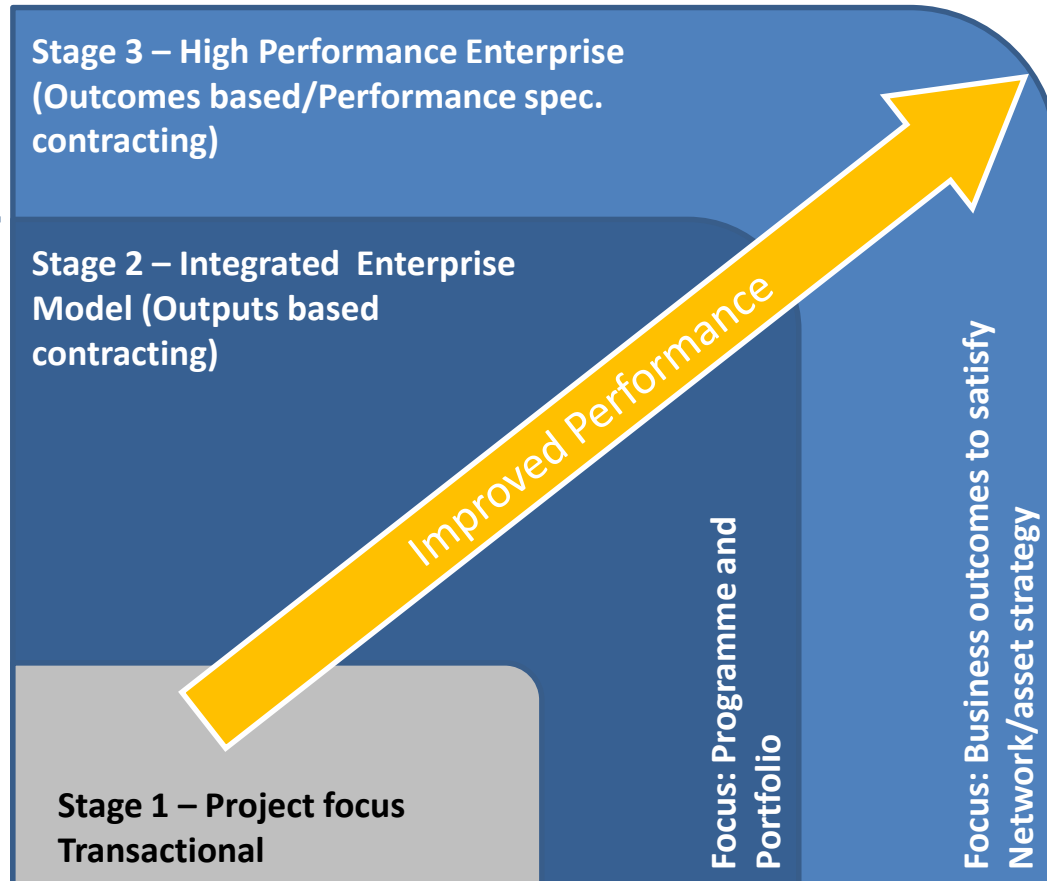 Stage 3 – High Performance Enterprise
(Outcomes based/Performance spec.
contracting)
Stage 2 – Integrated  Enterprise
Model (Outputs based
contracting)
Improved Performance
Focus: Programme and
Portfolio
Focus: Business outcomes to satisfy
Network/asset strategy
Stage 1 – Project focus
Transactional